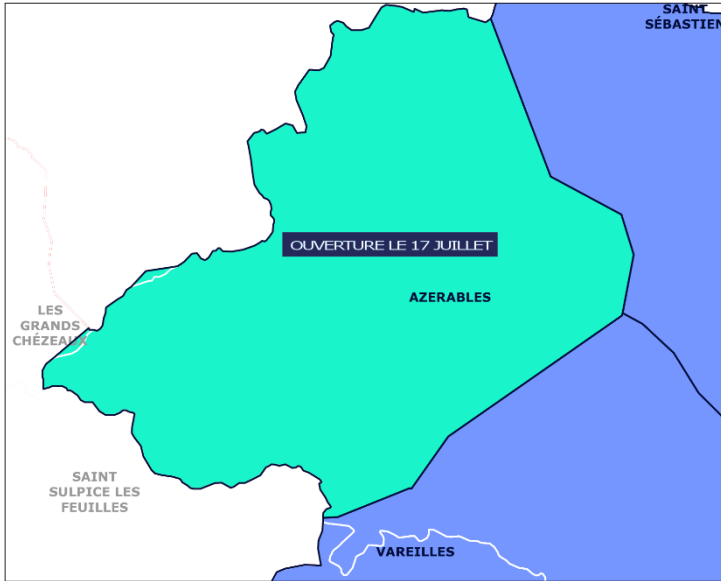 SAINT
SÉBASTIEN
OUVERTURE LE 17 JUILLET
AZERABLES
LES
GRANDS
CHÉZEAUX
SAINT
SULPICE LES
FEUILLES
VAREILLES